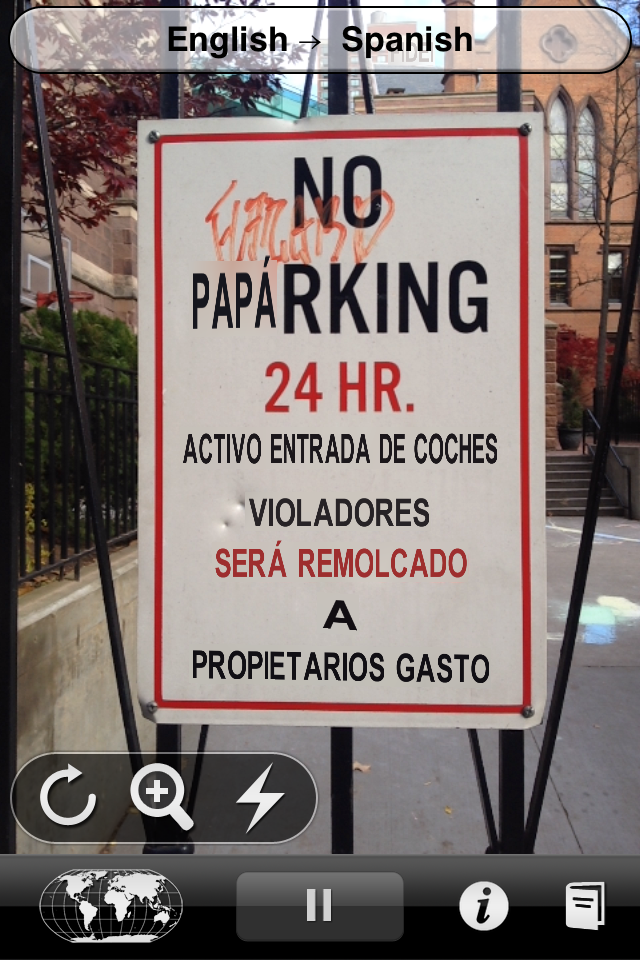 English → Spanish
NO
PAPÁRKING
24 HR.
ACTIVO ENTRADA DE COCHES
VIOLADORES
SERÁ REMOLCADO
A
PROPIETARIOS GASTO